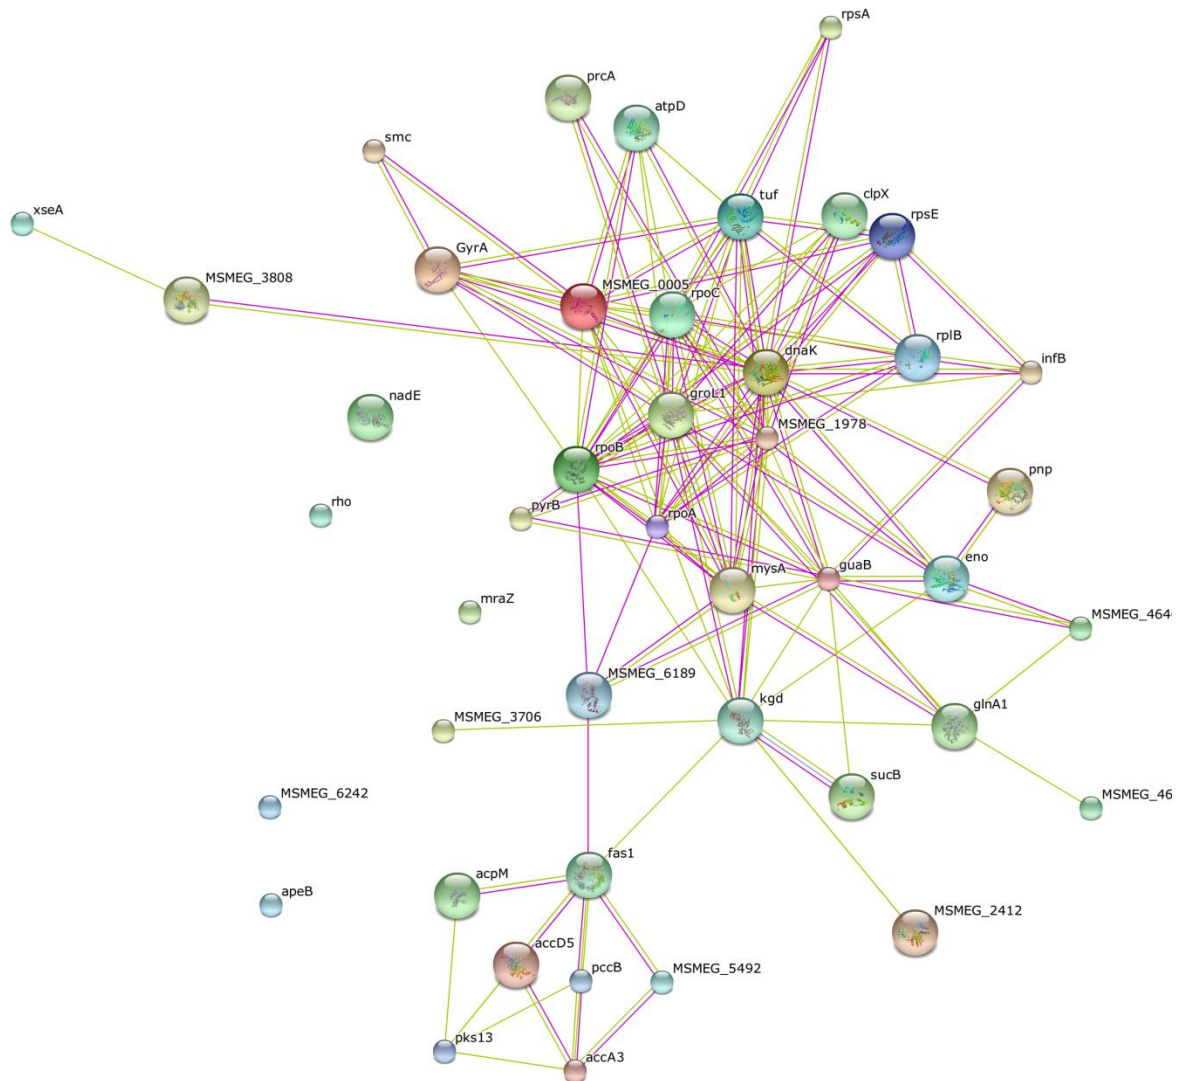 rpsA
prcA
atpD
smc
tuf
clpX
rpsE
xseA
GyrA
MSMEG_3808
MSMEG_0005
rpoC
rplB
infB
dnaK
nadE
groL1
MSMEG_1978
rpoB
pnp
rho
pyrB
rpoA
mysA
guaB
eno
mraZ
MSMEG_464
MSMEG_6189
kgd
glnA1
MSMEG_3706
sucB
MSMEG_6242
MSMEG_46
fas1
acpM
apeB
MSMEG_2412
accD5
pccB
MSMEG_5492
pks13
accA3